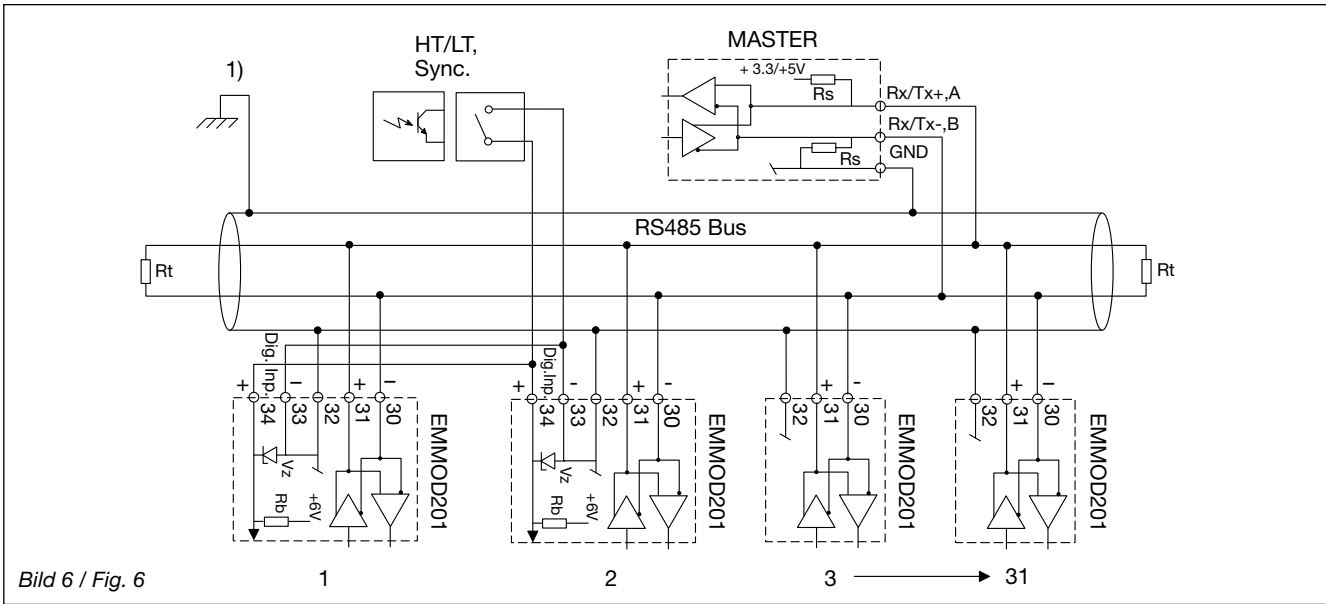 HT/LT,
Sync.
MASTER
1)
+ 3.3/+5V
Rs
Rx/Tx+,A
Rx/Tx-,B
Rs
GND
RS485 Bus
Rt
Rt
Dig. Inp.
+
-
+
-
34
33
32
31
30
Vz
Rb
+6V
EMMOD201
Dig.Inp.
+
-
+
-
34
33
32
31
30
Vz
Rb
+6V
EMMOD201
+
-
32
31
30
EMMOD201
+
-
32
31
30
EMMOD201
Bild 6 / Fig. 6
1
2
3
31